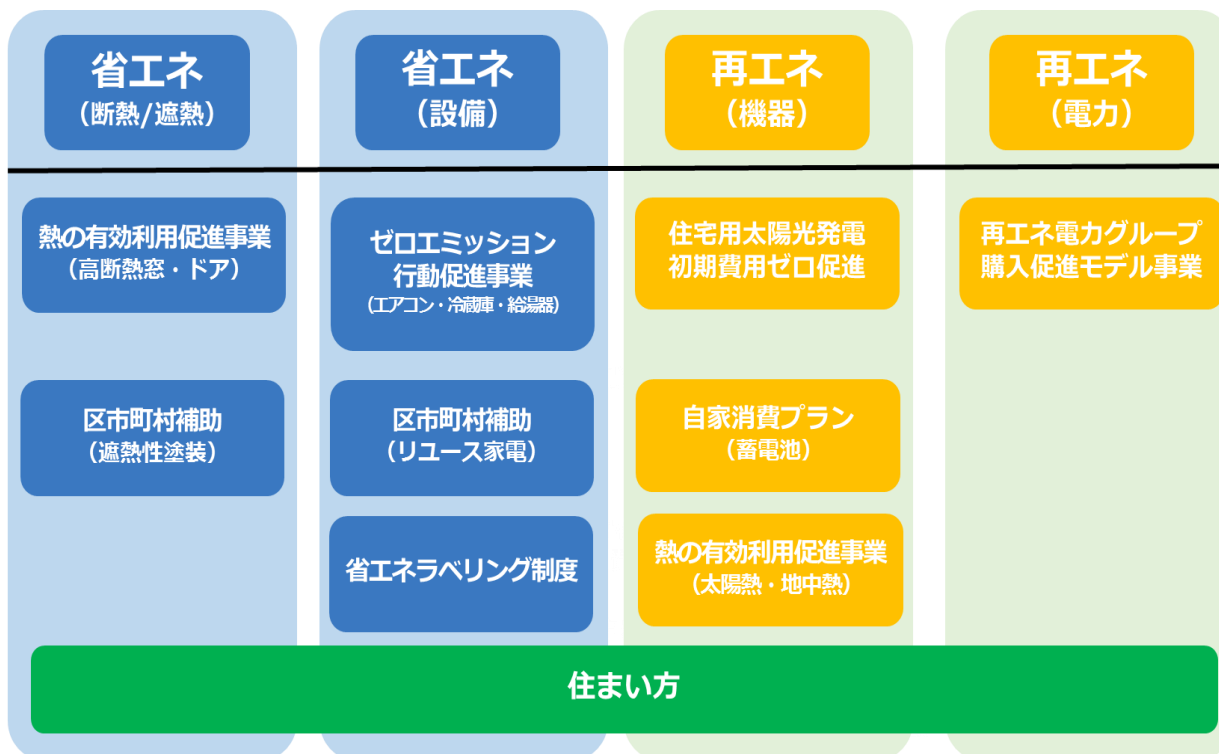 省エネ
（断熱/遮熱）
省エネ
（設備）
再エネ
（機器）
再エネ
（電力）
熱の有効利用促進事業
（高断熱窓・ドア）
ゼロエミッション
行動促進事業
（エアコン・冷蔵庫・給湯器）
住宅用太陽光発電
初期費用ゼロ促進
再エネ電力グループ
購入促進モデル事業
区市町村補助
（遮熱性塗装）
区市町村補助
（リユース家電）
自家消費プラン
（蓄電池）
省エネラベリング制度
熱の有効利用促進事業
（太陽熱・地中熱）
住まい方